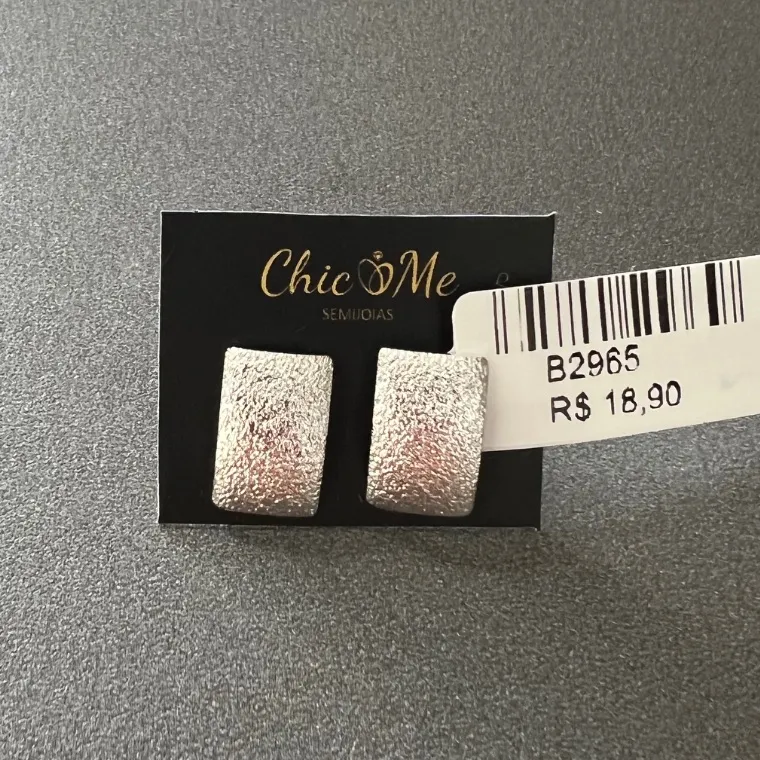 Chic Me
SEMIJOIAS
B2965
R$ 18,90